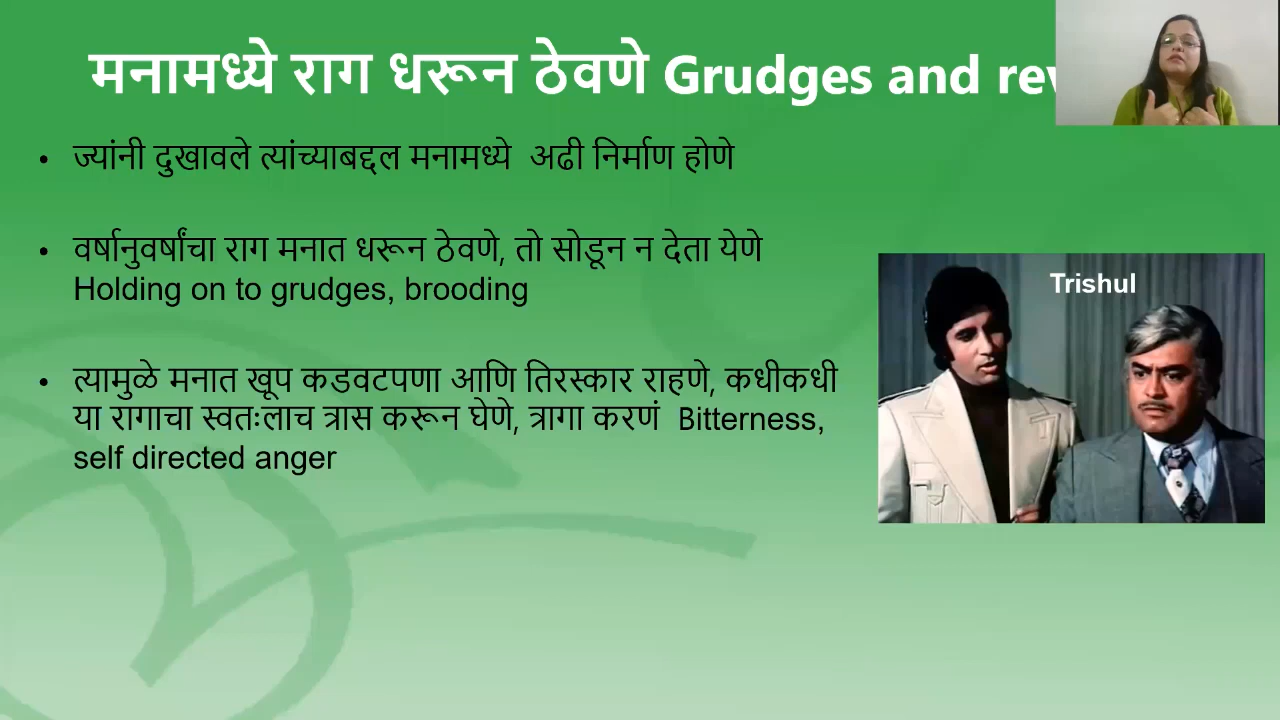 मनामध्ये राग धरून ठेवणे Grudges and
ज्यांनी दुखावले त्यांच्याबद्दल मनामध्ये अढी निर्माण होणे
वर्षानुवर्षांचा राग मनात धरून ठेवणे, तो सोडून न देता येणे
Holding on to grudges, brooding
Trishul
त्यामुळे मनात खूप कडवटपणा आणि तिरस्कार राहणे, कधीकधी
या रागाचा स्वतःलाच त्रास करून घेणे, त्रागा करणं Bitterness,
self directed anger